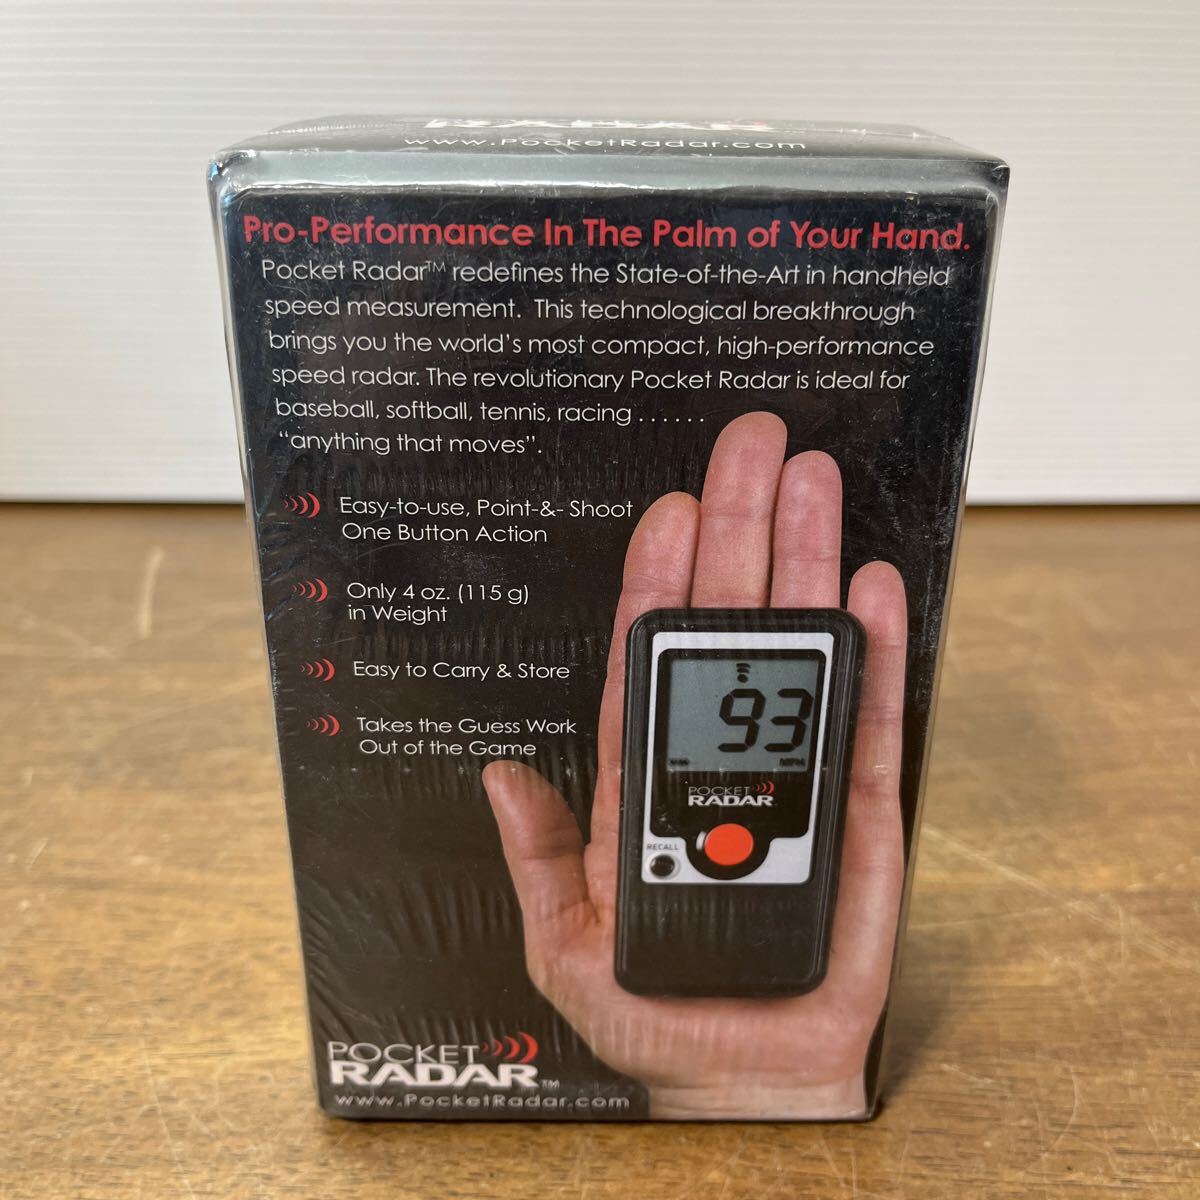 RADAR
www.PocketRadar.com
Pro-Performance In The Palm of Your Hand.
Pocket Radar™ redefines the State-of-the-Art in handheld
speed measurement. This technological breakthrough
brings you the world's most compact, high-performance
speed radar. The revolutionary Pocket Radar is ideal for
baseball, softball, tennis, racing . . . . . .
“anything that moves”.
Easy-to-use, Point-&- Shoot
One Button Action
Only 4 oz. (115 g)
in Weight
Easy to Carry & Store
Takes the Guess Work
Out of the Game
93
MPH
POCKET
RADAR
RECALL
POCKET
RADAR™
www.PocketRadar.com